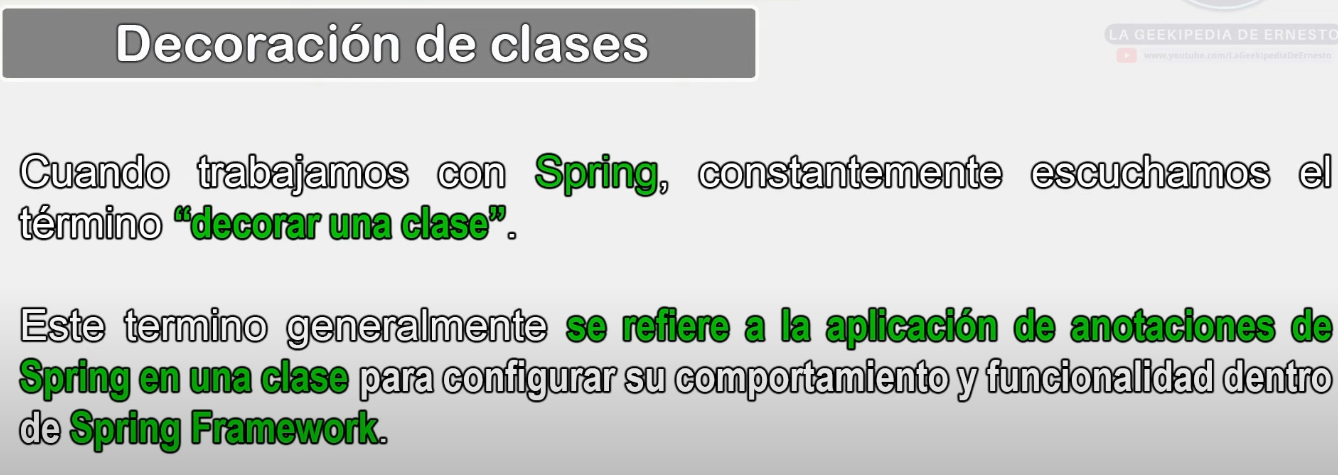 Decoración de clases
LA GEEKIPEDIA DE ERNESTO
www.youtube.com/LaGeekipediaDeErnesto
Cuando trabajamos con Spring, constantemente escuchamos el
término “decorar una clase”.
Este termino generalmente se refiere a la aplicación de anotaciones de
Spring en una clase para configurar su comportamiento y funcionalidad dentro
de Spring Framework.